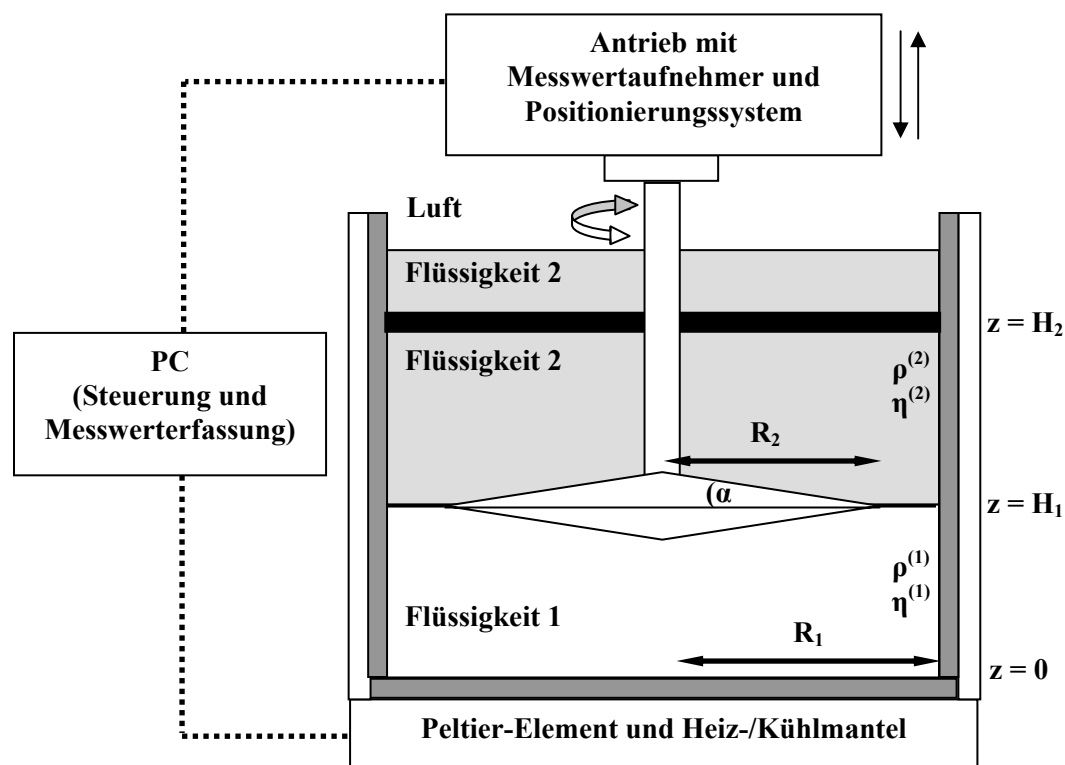 Antrieb mit
Messwertaufnehmer und
Positionierungssystem
Luft
Flüssigkeit 2
z = H₂
Flüssigkeit 2
ρ⁽²⁾
η⁽²⁾
PC
(Steuerung und
Messwerterfassung)
R₂
(α
z = H₁
ρ⁽¹⁾
η⁽¹⁾
Flüssigkeit 1
R₁
z = 0
Peltier-Element und Heiz-/Kühlmantel